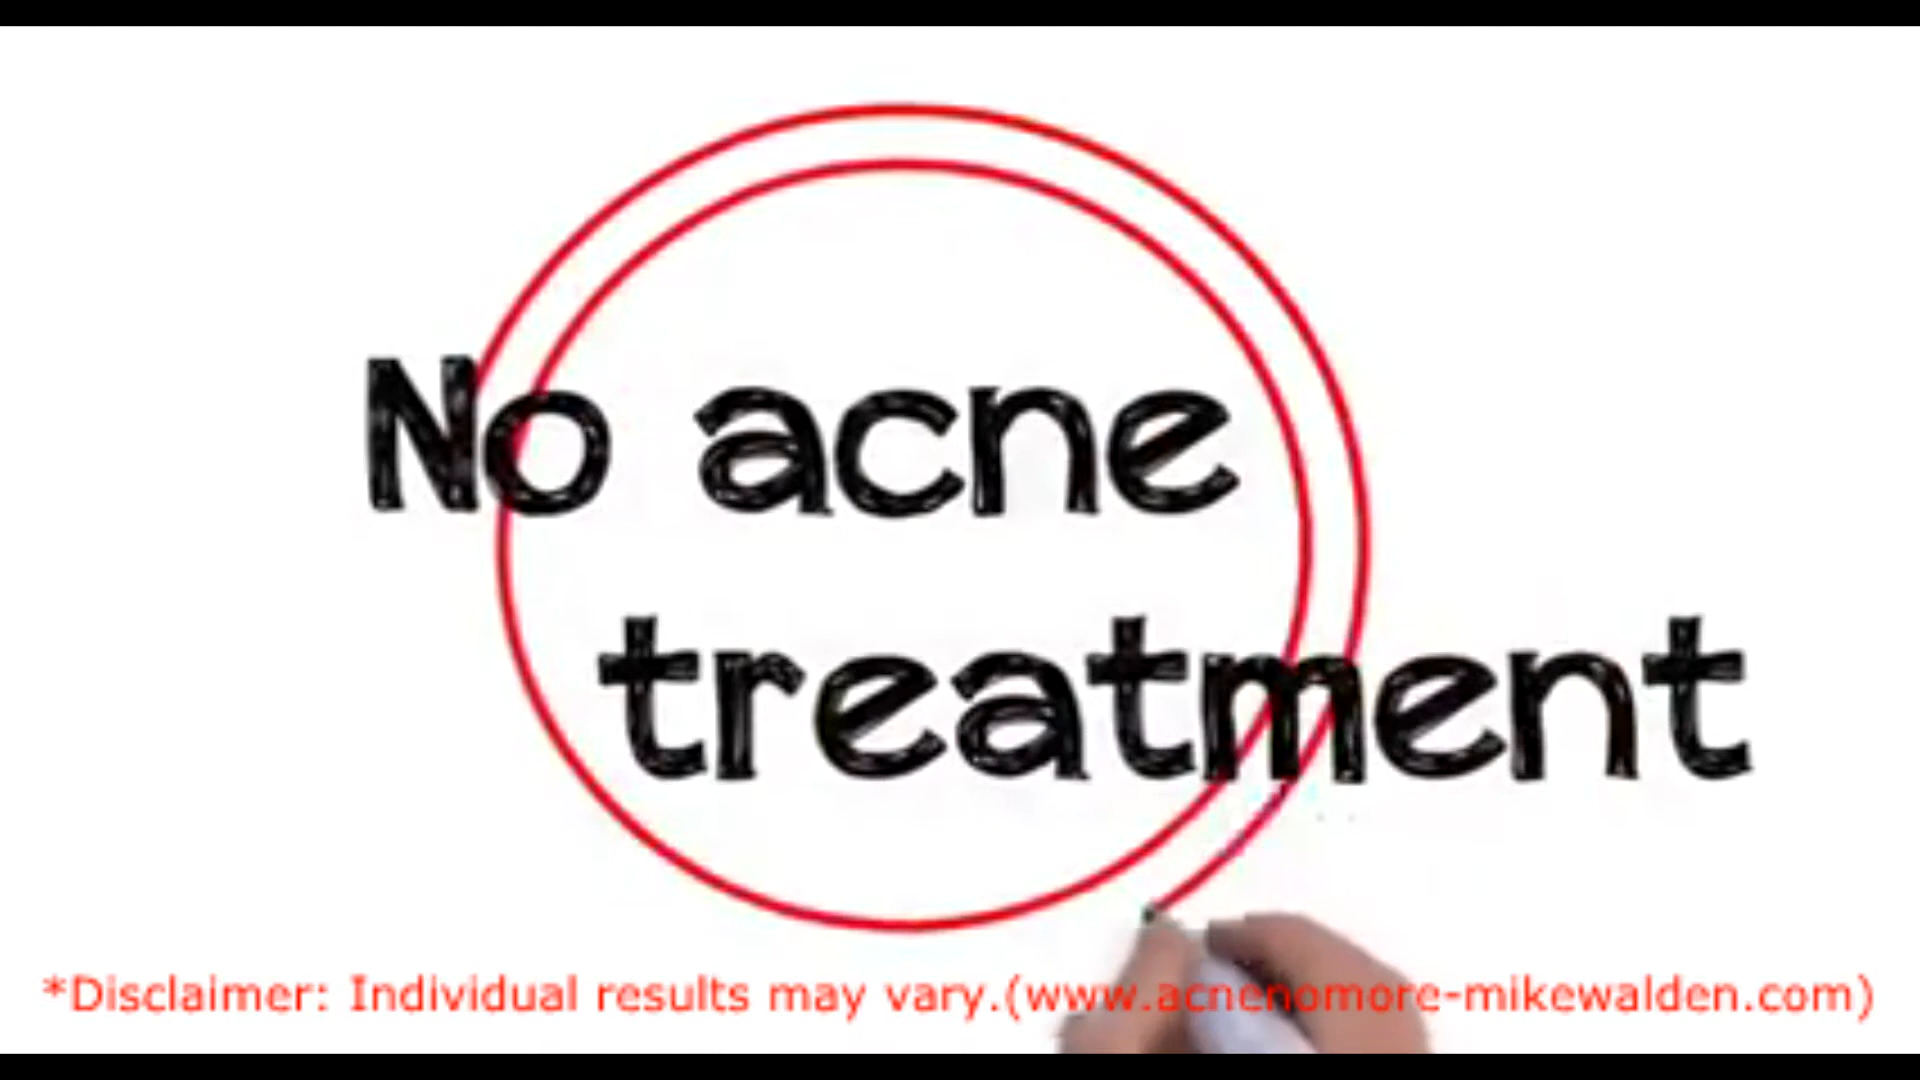 No acne
treatment
*Disclaimer: Individual results may vary.(www.acnenomore-mikewalden.com)